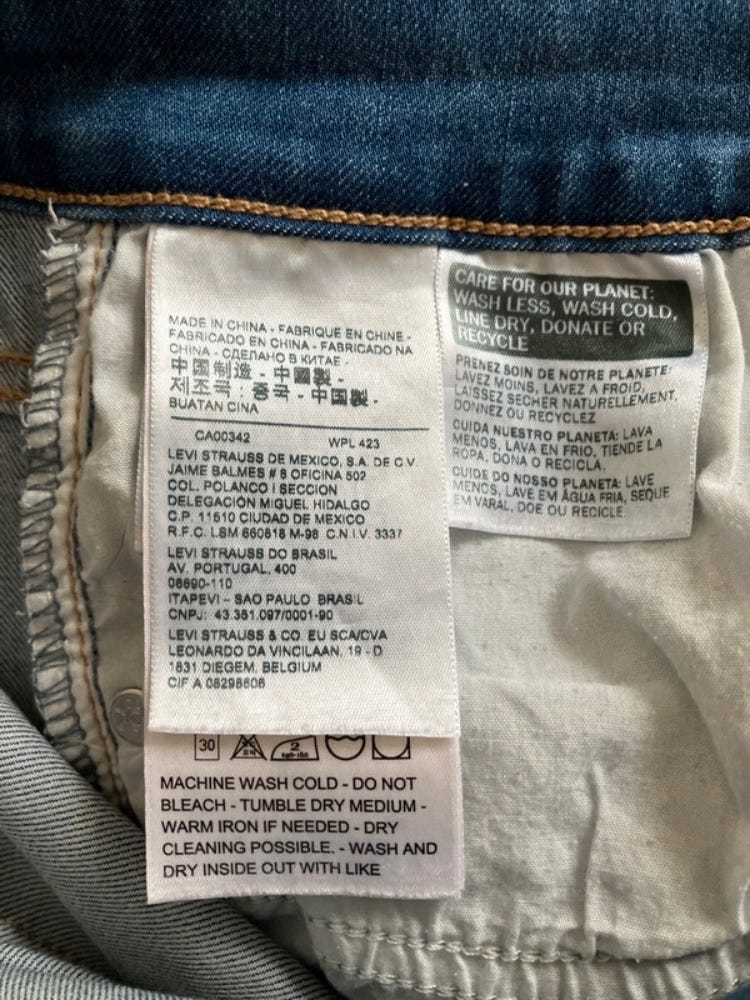 MADE IN CHINA - FABRIQUE EN CHINE -
FABRICADO EN CHINA - FABRICADO NA
CHINA - СДЕЛАНО В КИТАЕ -
中国制造 - 中國製 -
제조국 : 중국 - 中国製 -
BUATAN CINA
CA00342 WPL 423
LEVI STRAUSS DE MEXICO, S.A. DE C.V.
JAIME BALMES # 8 OFICINA 502
COL. POLANCO I SECCION
DELEGACIÓN MIGUEL HIDALGO
C.P. 11510 CIUDAD DE MEXICO
R.F.C. LSM 660818 M-98 C.N.I.V. 3337
LEVI STRAUSS DO BRASIL
AV. PORTUGAL, 400
06690-110
ITAPEVI - SAO PAULO BRASIL
CNPJ: 43.351.097/0001-90
LEVI STRAUSS & CO. EU SCA/CVA
LEONARDO DA VINCILAAN, 19 - D
1831 DIEGEM, BELGIUM
CIF A 08298606
30
2
MACHINE WASH COLD - DO NOT
BLEACH - TUMBLE DRY MEDIUM -
WARM IRON IF NEEDED - DRY
CLEANING POSSIBLE. - WASH AND
DRY INSIDE OUT WITH LIKE
CARE FOR OUR PLANET:
WASH LESS, WASH COLD,
LINE DRY, DONATE OR
RECYCLE
PRENEZ SOIN DE NOTRE PLANETE:
LAVEZ MOINS, LAVEZ A FROID,
LAISSEZ SECHER NATURELLEMENT,
DONNEZ OU RECYCLEZ
CUIDA NUESTRO PLANETA: LAVA
MENOS, LAVA EN FRIO, TIENDE LA
ROPA, DONA O RECICLA.
CUIDE DO NOSSO PLANETA: LAVE
MENOS, LAVE EM ÁGUA FRIA, SEQUE
EM VARAL, DOE OU RECICLE.